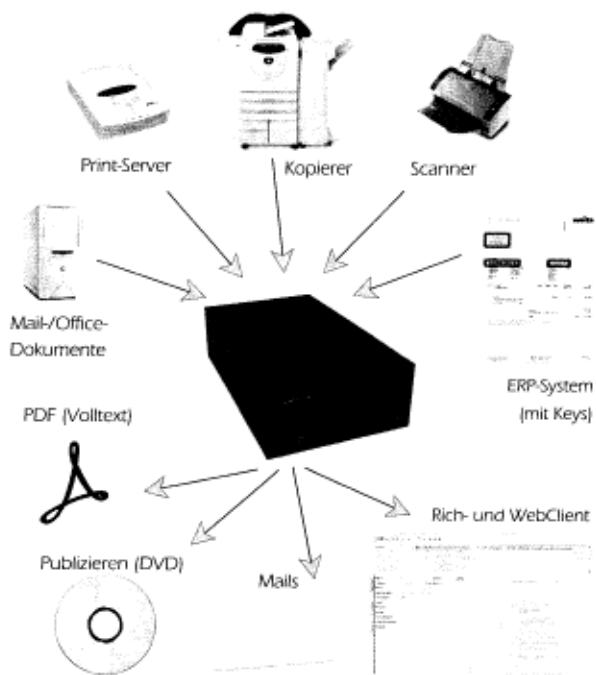 Print-Server
Kopierer
Scanner
Mail-/Office-
Dokumente
ERP-System
(mit Keys)
PDF (Volltext)
Rich- und WebClient
Publizieren (DVD)
Mails